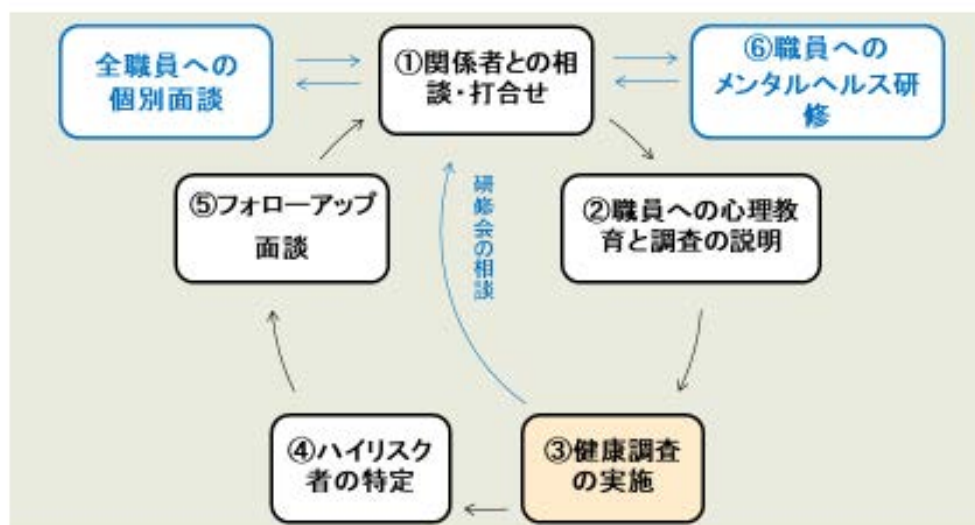 全職員への
個別面談
①関係者との相
談・打合せ
⑥職員への
メンタルヘルス研
修
⑤フォローアップ
面談
研修会の相談
②職員への心理教
育と調査の説明
④ハイリスク
者の特定
③健康調査
の実施